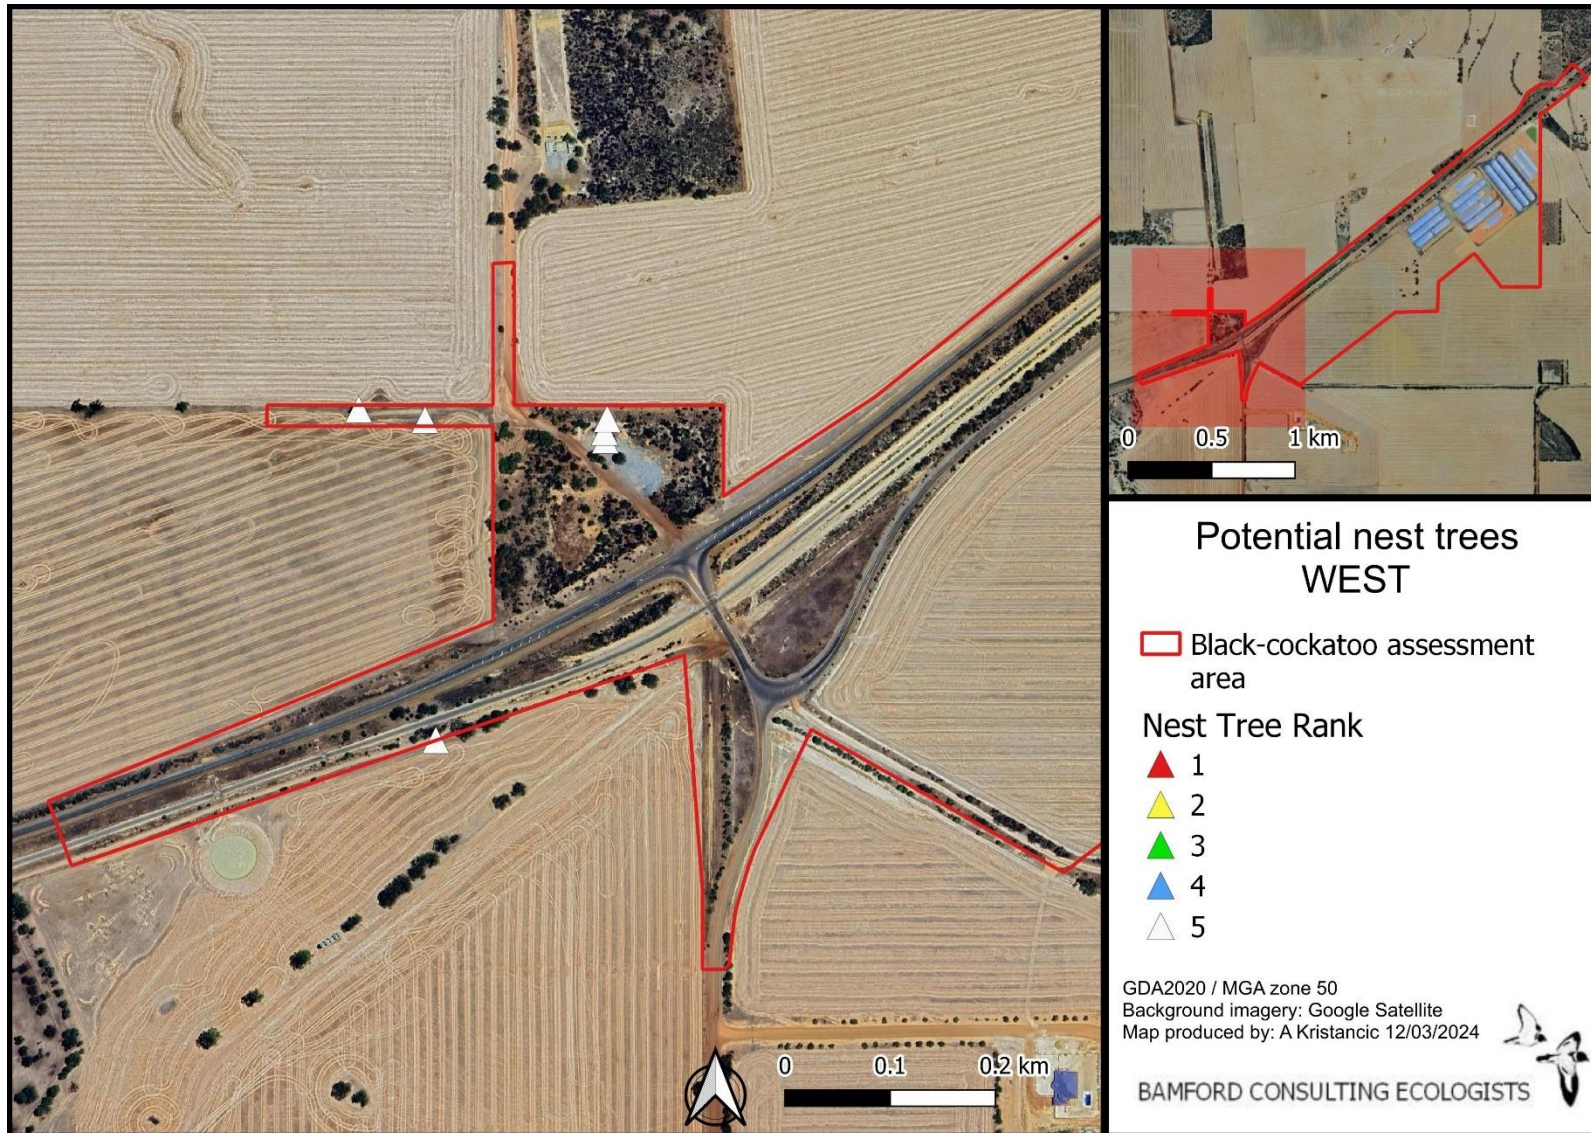 0 0.5 1 km
Potential nest trees
WEST
Black-cockatoo assessment
area
Nest Tree Rank
1
2
3
4
5
GDA2020 / MGA zone 50
Background imagery: Google Satellite
Map produced by: A Kristancic 12/03/2024
BAMFORD CONSULTING ECOLOGISTS
0 0.1 0.2 km